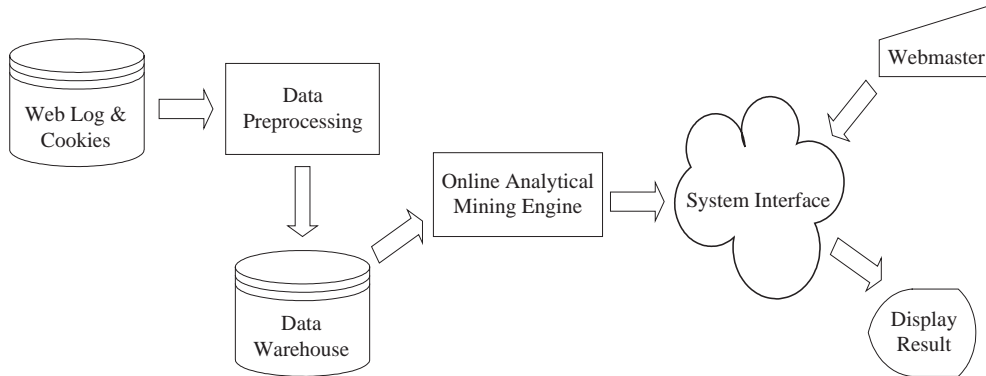 Web Log &
Cookies
Data
Preprocessing
Data
Warehouse
Online Analytical
Mining Engine
System Interface
Webmaster
Display
Result